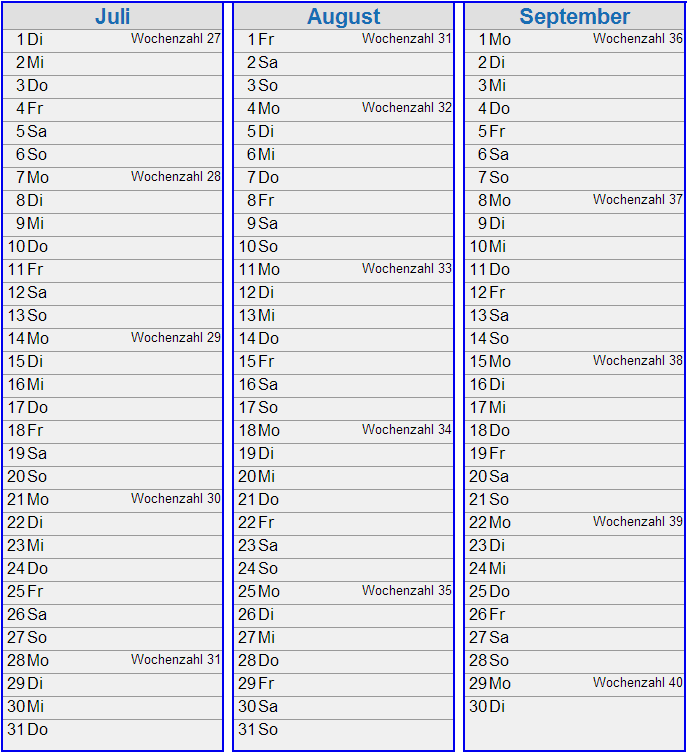 Juli
1 Di Wochenzahl 27
2 Mi
3 Do
4 Fr
5 Sa
6 So
7 Mo Wochenzahl 28
8 Di
9 Mi
10 Do
11 Fr
12 Sa
13 So
14 Mo Wochenzahl 29
15 Di
16 Mi
17 Do
18 Fr
19 Sa
20 So
21 Mo Wochenzahl 30
22 Di
23 Mi
24 Do
25 Fr
26 Sa
27 So
28 Mo Wochenzahl 31
29 Di
30 Mi
31 Do
August
1 Fr Wochenzahl 31
2 Sa
3 So
4 Mo Wochenzahl 32
5 Di
6 Mi
7 Do
8 Fr
9 Sa
10 So
11 Mo Wochenzahl 33
12 Di
13 Mi
14 Do
15 Fr
16 Sa
17 So
18 Mo Wochenzahl 34
19 Di
20 Mi
21 Do
22 Fr
23 Sa
24 So
25 Mo Wochenzahl 35
26 Di
27 Mi
28 Do
29 Fr
30 Sa
31 So
September
1 Mo Wochenzahl 36
2 Di
3 Mi
4 Do
5 Fr
6 Sa
7 So
8 Mo Wochenzahl 37
9 Di
10 Mi
11 Do
12 Fr
13 Sa
14 So
15 Mo Wochenzahl 38
16 Di
17 Mi
18 Do
19 Fr
20 Sa
21 So
22 Mo Wochenzahl 39
23 Di
24 Mi
25 Do
26 Fr
27 Sa
28 So
29 Mo Wochenzahl 40
30 Di